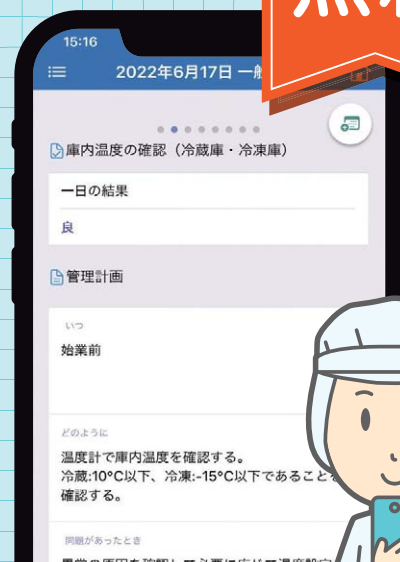 無料
15:16
2022年6月17日 一般
庫内温度の確認（冷蔵庫・冷凍庫）
一日の結果
良
管理計画
いつ
始業前
どのように
温度計で庫内温度を確認する。
冷蔵:10°C以下、冷凍:-15°C以下であることを
確認する。
問題があったとき